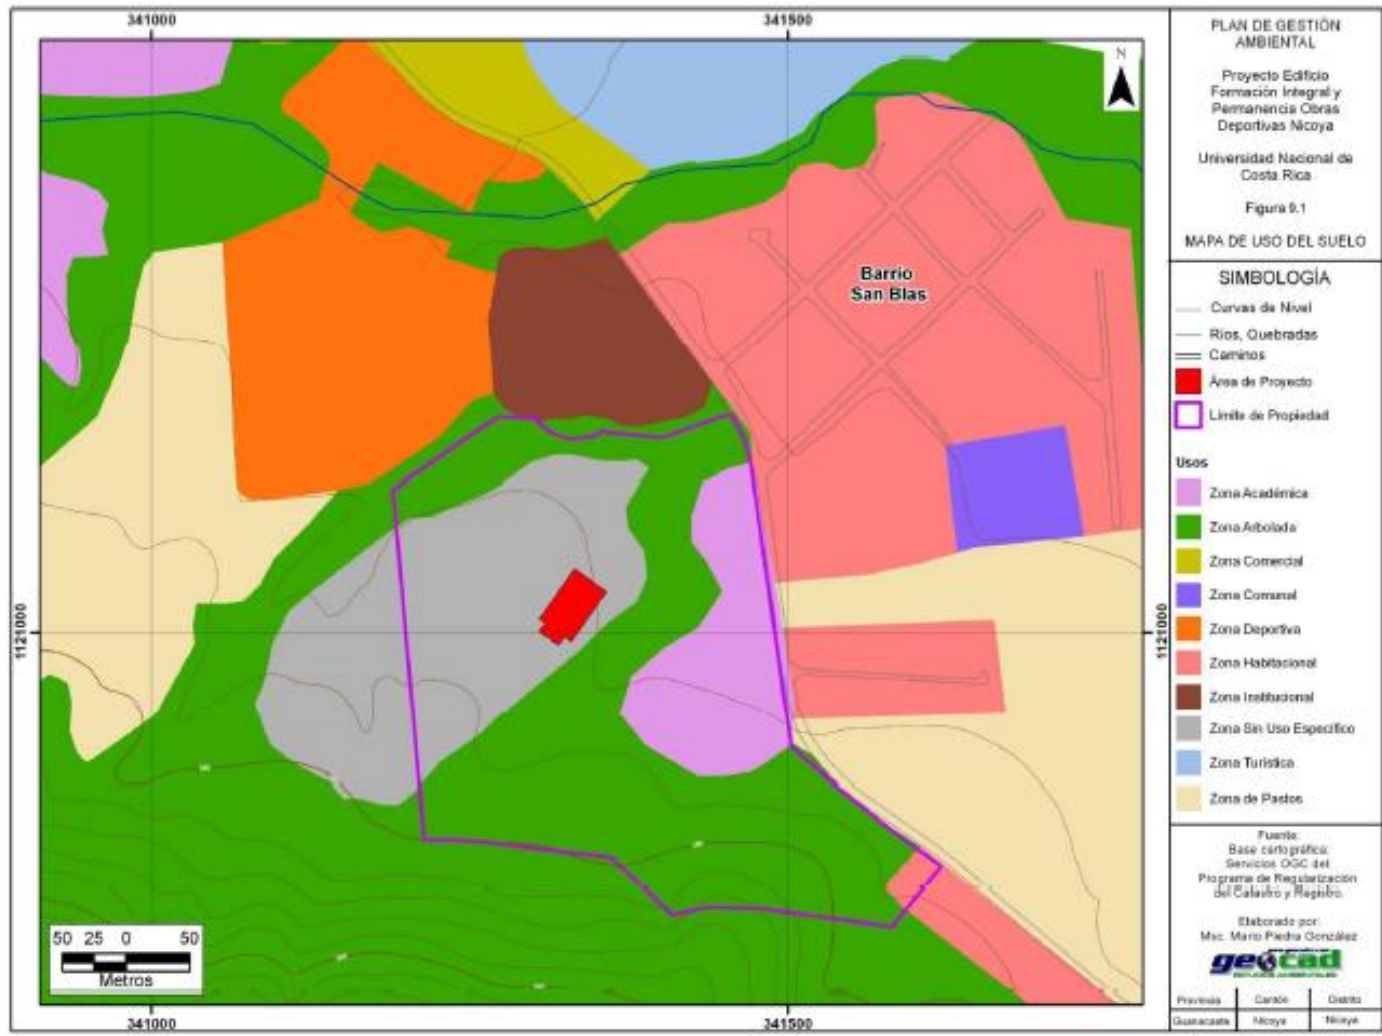 341000
341500
PLAN DE GESTIÓN
AMBIENTAL
Proyecto Edificio
Formación Integral y
Permanencia Obras
Deportivas Nicoya
Universidad Nacional de
Costa Rica
Figura 9.1
MAPA DE USO DEL SUELO
N
Barrio
San Blas
SIMBOLOGÍA
Curvas de Nivel
Ríos, Quebradas
Caminos
Área de Proyecto
Límite de Propiedad
Usos
Zona Académica
Zona Arbolada
Zona Comercial
Zona Comunal
Zona Deportiva
Zona Habitacional
Zona Institucional
Zona Sin Uso Específico
Zona Turística
Zona de Pastos
1121000
1121000
Fuente:
Base cartográfica:
Servicios OGC del
Programa de Regularización
del Catastro y Registro.
Elaborado por:
Msc. Mario Piedra González
geocad
Provincia Cantón Distrito
Guanacaste Nicoya Nicoya
50 25 0 50
Metros
341000
341500